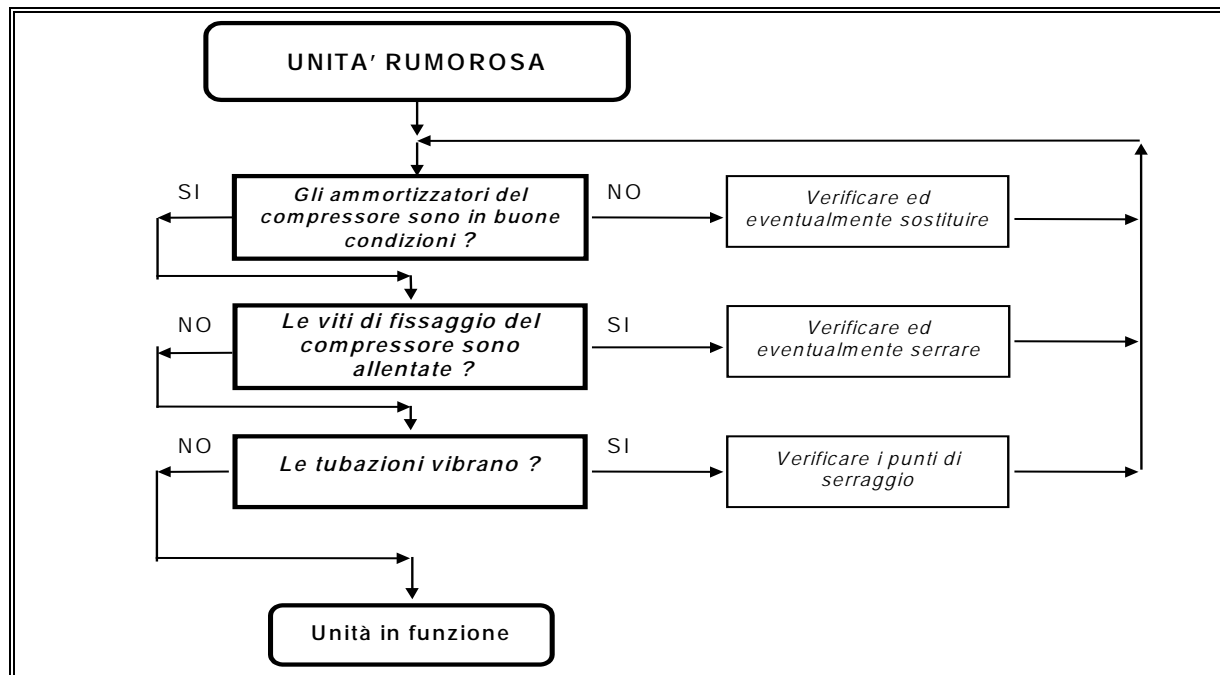 UNITA' RUMOROSA
SI
Gli ammortizzatori del
compressore sono in buone
condizioni ?
NO
Verificare ed
eventualmente sostituire
NO
Le viti di fissaggio del
compressore sono
allentate ?
SI
Verificare ed
eventualmente serrare
NO
Le tubazioni vibrano ?
SI
Verificare i punti di
serraggio
Unità in funzione